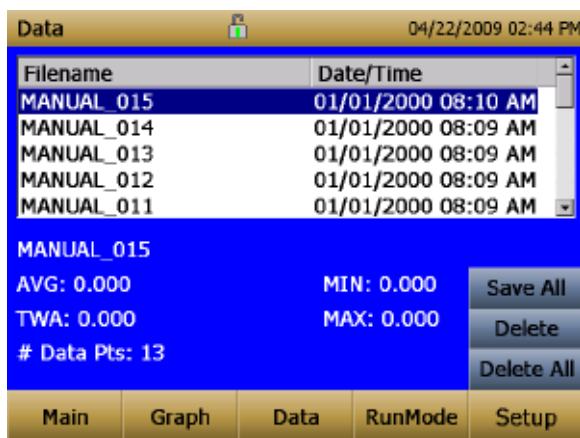 Data 04/22/2009 02:44 PM
Filename Date/Time
MANUAL_015 01/01/2000 08:10 AM
MANUAL_014 01/01/2000 08:09 AM
MANUAL_013 01/01/2000 08:09 AM
MANUAL_012 01/01/2000 08:09 AM
MANUAL_011 01/01/2000 08:09 AM
MANUAL_015
AVG: 0.000 MIN: 0.000 Save All
TWA: 0.000 MAX: 0.000 Delete
# Data Pts: 13 Delete All
Main Graph Data RunMode Setup